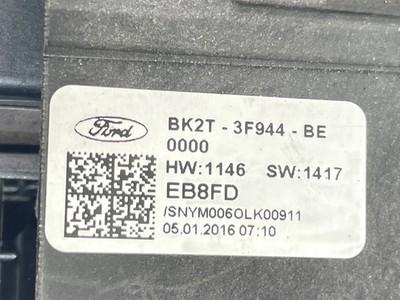 Ford
BK2T - 3F944 - BE
0000
HW:1146 SW:1417
EB8FD
/SNYM006OLK00911
05.01.2016 07:10